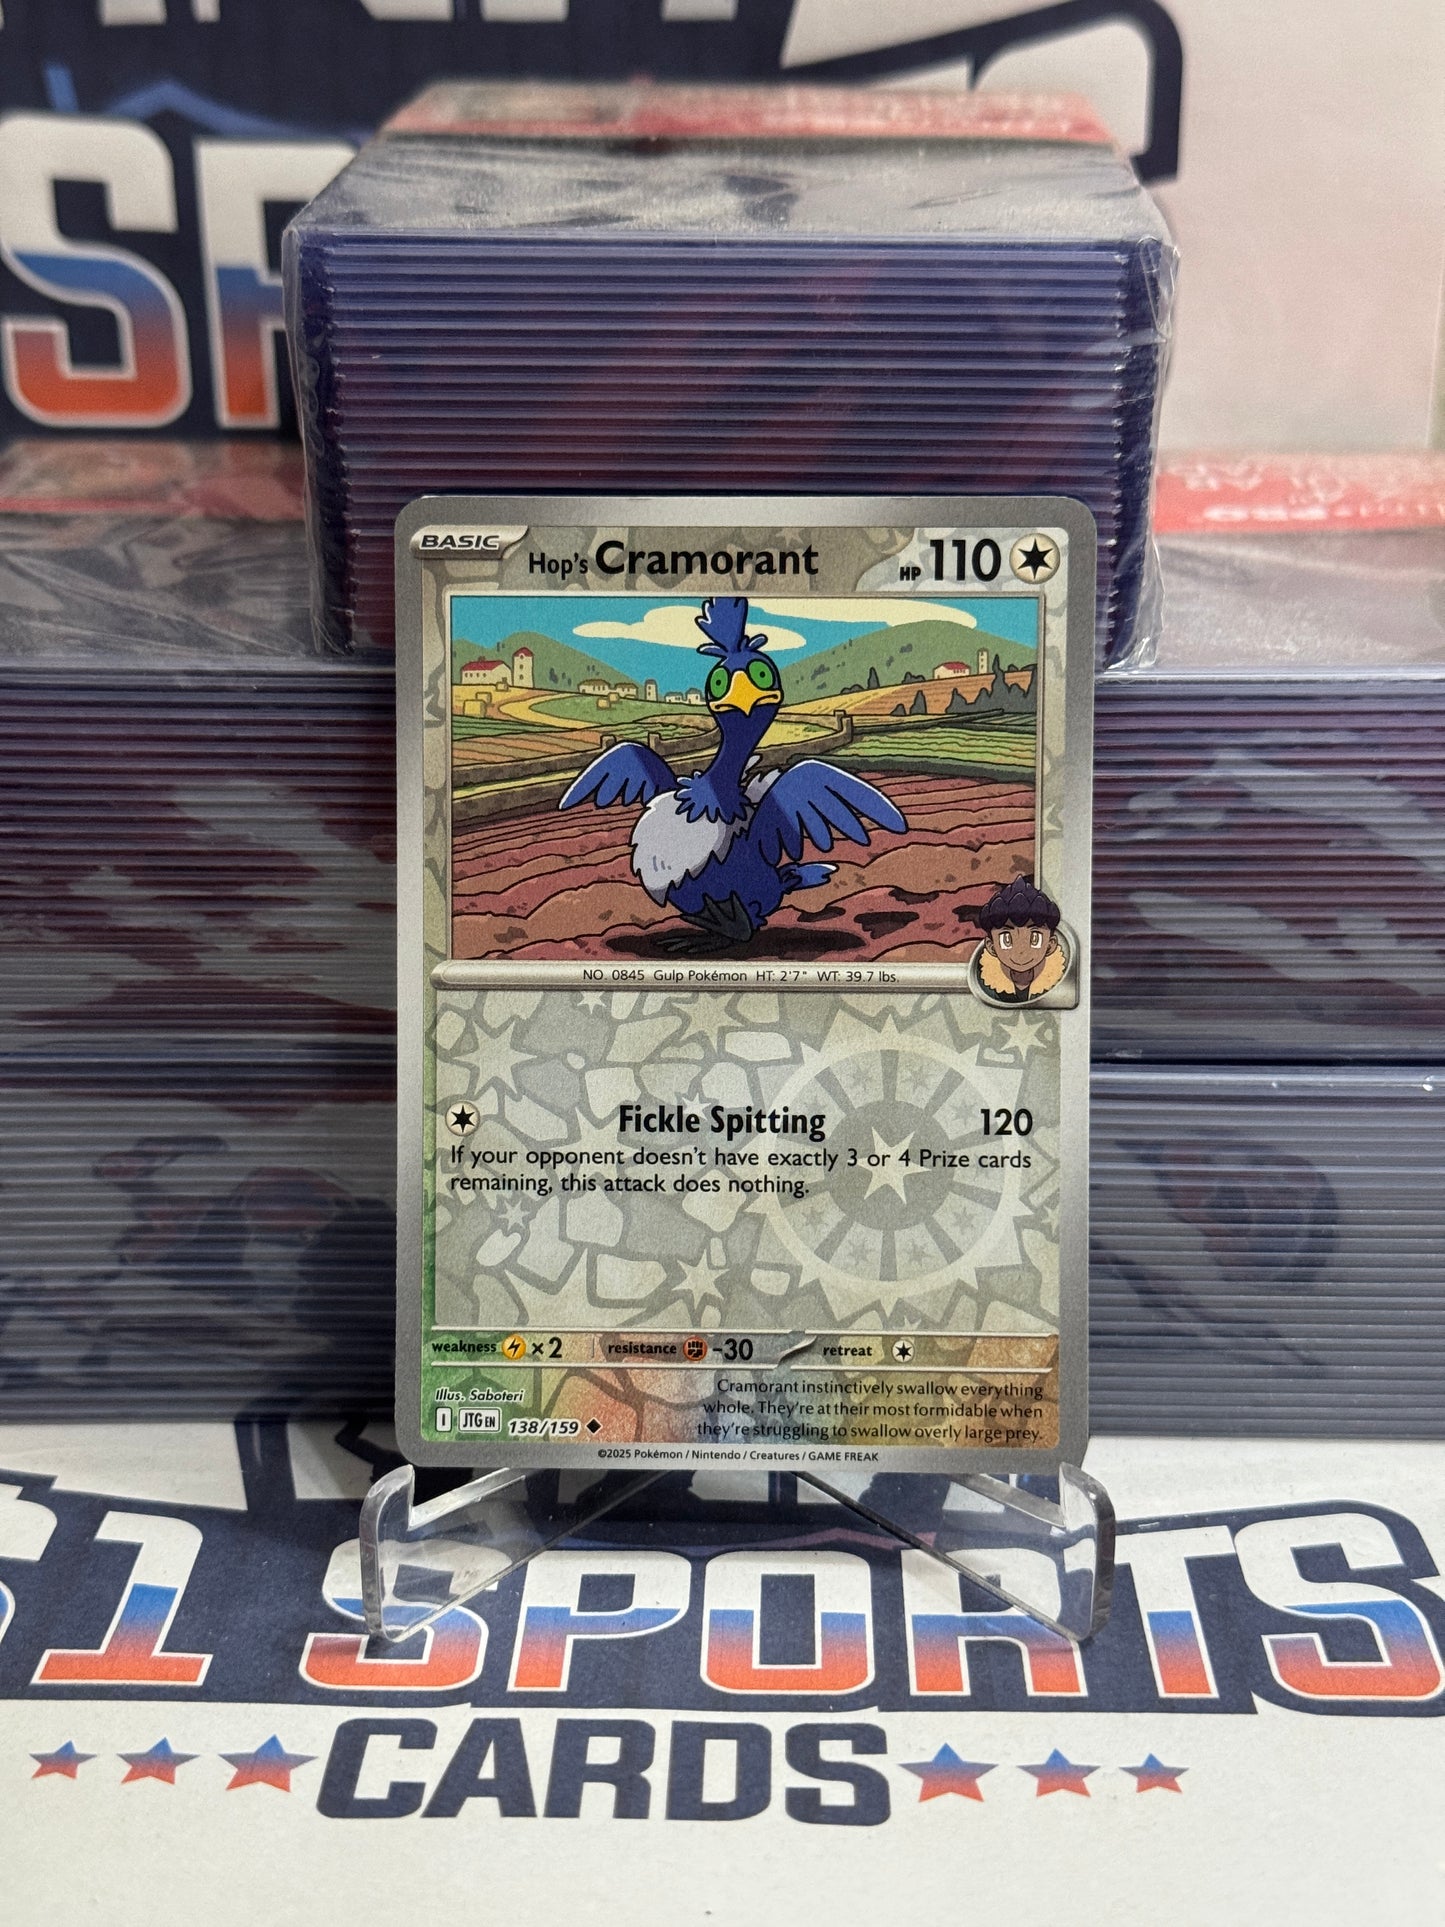 BASIC
Hop's Cramorant
HP 110
NO. 0845 Gulp Pokémon HT: 2'7" WT: 39.7 lbs.
Fickle Spitting 120
If your opponent doesn't have exactly 3 or 4 Prize cards
remaining, this attack does nothing.
weakness ×2 resistance -30 retreat
Illus. Saboteri
I JTG EN 138/159
Cramorant instinctively swallow everything
whole. They're at their most formidable when
they're struggling to swallow overly large prey.
©2025 Pokémon / Nintendo / Creatures / GAME FREAK
51 SPORTS
CARDS